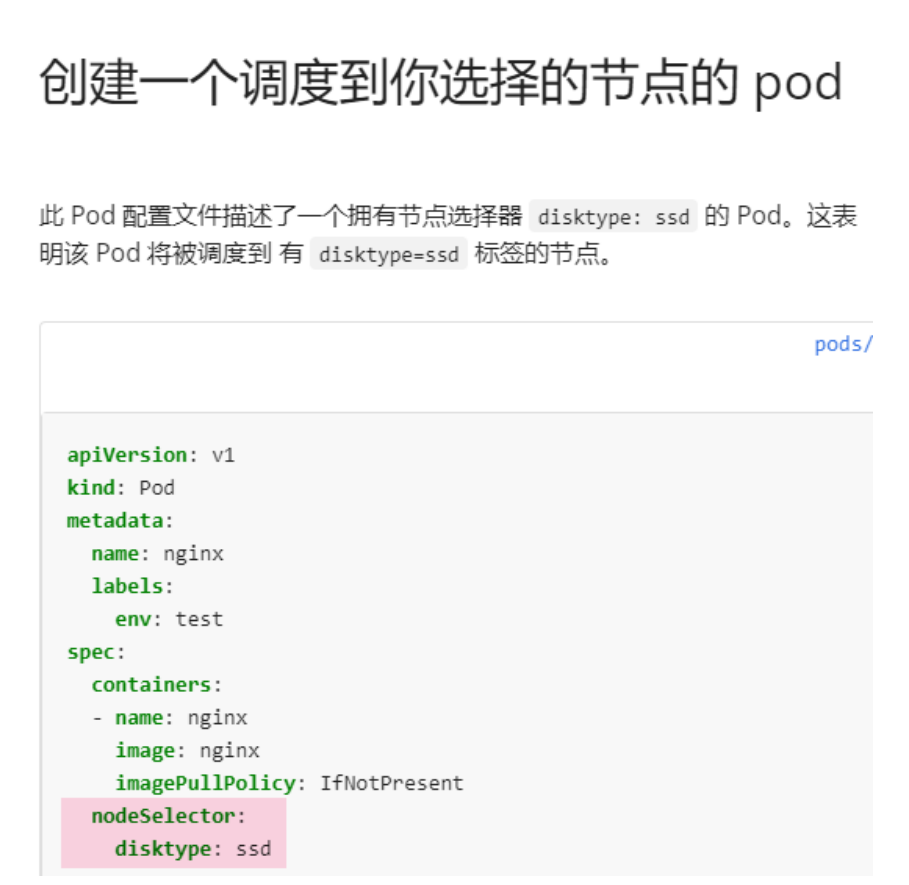 创建一个调度到你选择的节点的 pod
此 Pod 配置文件描述了一个拥有节点选择器 disktype: ssd 的 Pod。这表
明该 Pod 将被调度到 有 disktype=ssd 标签的节点。
pods/
apiVersion: v1
kind: Pod
metadata:
  name: nginx
  labels:
    env: test
spec:
  containers:
  - name: nginx
    image: nginx
    imagePullPolicy: IfNotPresent
  nodeSelector:
    disktype: ssd